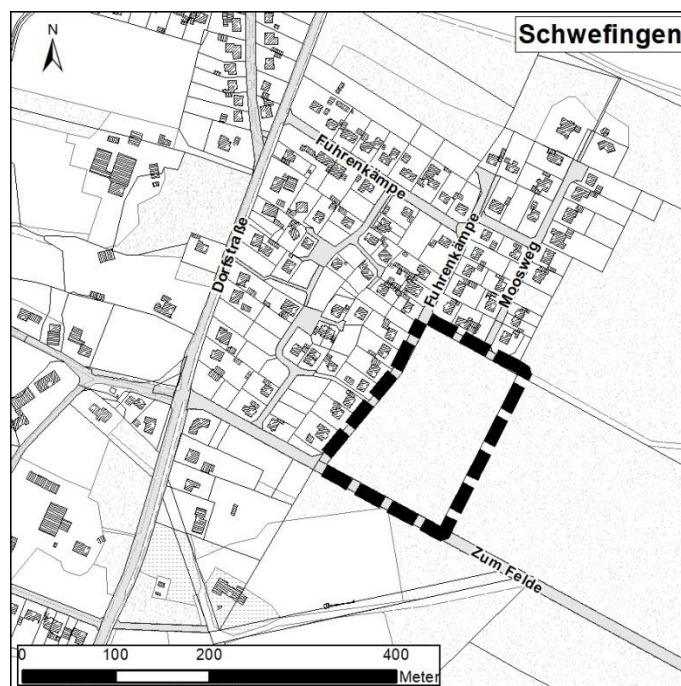 Schwefingen
N
Fuhrenkämpe
Dorfstraße
Fuhrenkämpe
Moosweg
Zum Felde
0 100 200 400
Meter